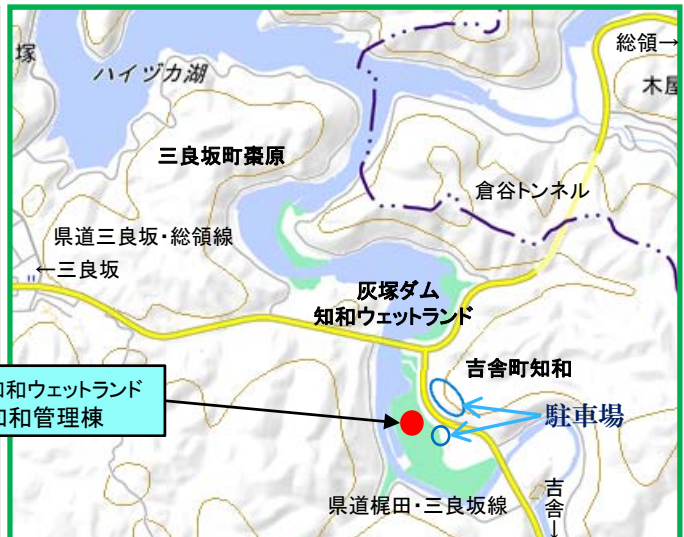 塚
ハイヅカ湖
総領→
木屋
三良坂町棗原
倉谷トンネル
県道三良坂・総領線
←三良坂
灰塚ダム
知和ウェットランド
吉舎町知和
知和ウェットランド
知和管理棟
駐車場
県道梶田・三良坂線
吉舎↓